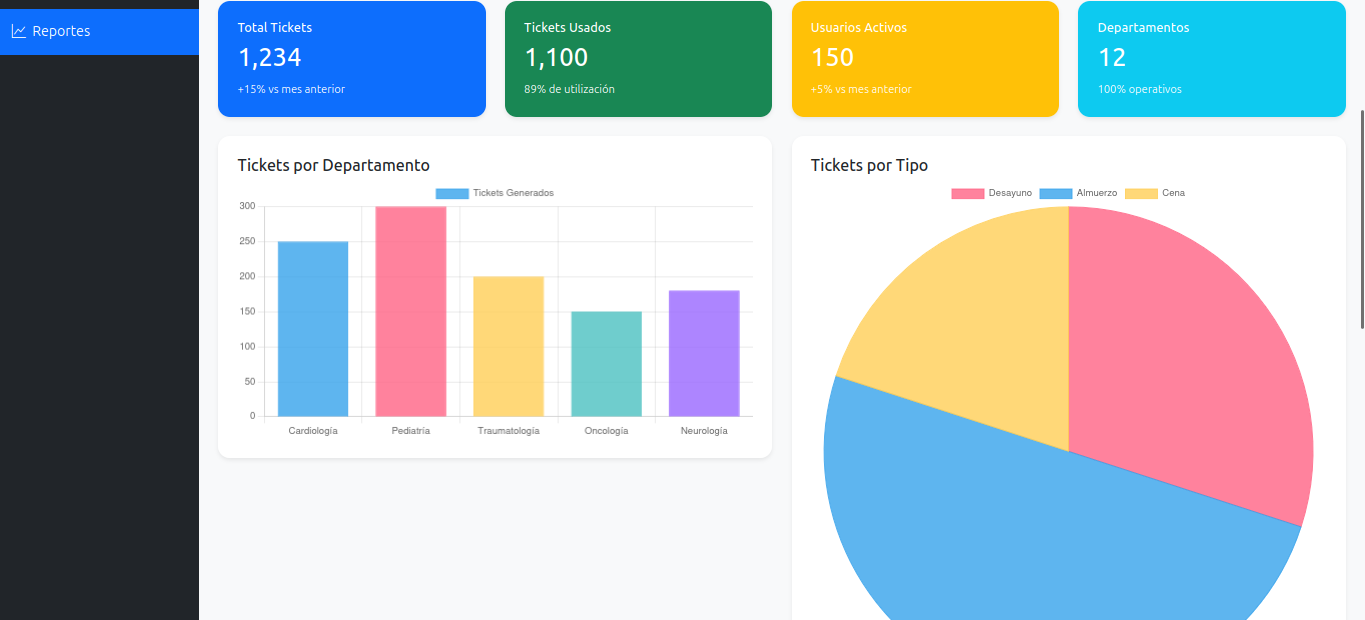 Reportes
Total Tickets
1,234
+15% vs mes anterior
Tickets Usados
1,100
89% de utilización
Usuarios Activos
150
+5% vs mes anterior
Departamentos
12
100% operativos
Tickets por Departamento
Tickets Generados
300
250
200
150
100
50
0
Cardiología
Pediatría
Traumatología
Oncología
Neurología
Tickets por Tipo
Desayuno
Almuerzo
Cena